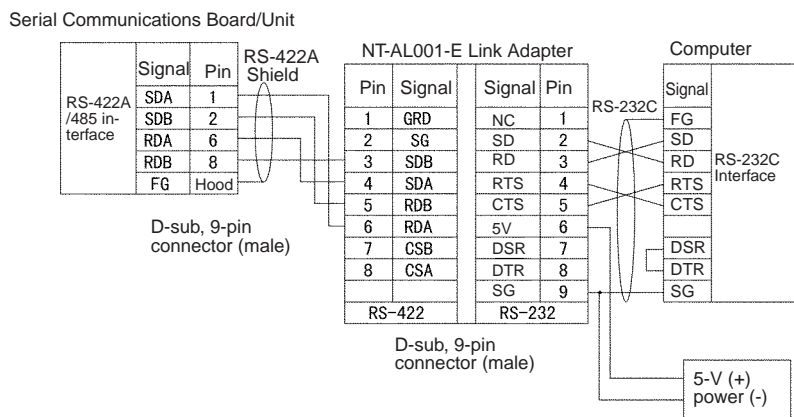 Serial Communications Board/Unit
RS-422A
/485 in-
terface
Signal Pin
SDA 1
SDB 2
RDA 6
RDB 8
FG Hood
RS-422A
Shield
D-sub, 9-pin
connector (male)
NT-AL001-E Link Adapter
Pin Signal
1 GRD
2 SG
3 SDB
4 SDA
5 RDB
6 RDA
7 CSB
8 CSA
RS-422
Signal Pin
NC 1
SD 2
RD 3
RTS 4
CTS 5
5V 6
DSR 7
DTR 8
SG 9
RS-232
D-sub, 9-pin
connector (male)
RS-232C
Computer
Signal
FG
SD
RD
RTS
CTS
DSR
DTR
SG
RS-232C
Interface
5-V (+)
power (-)